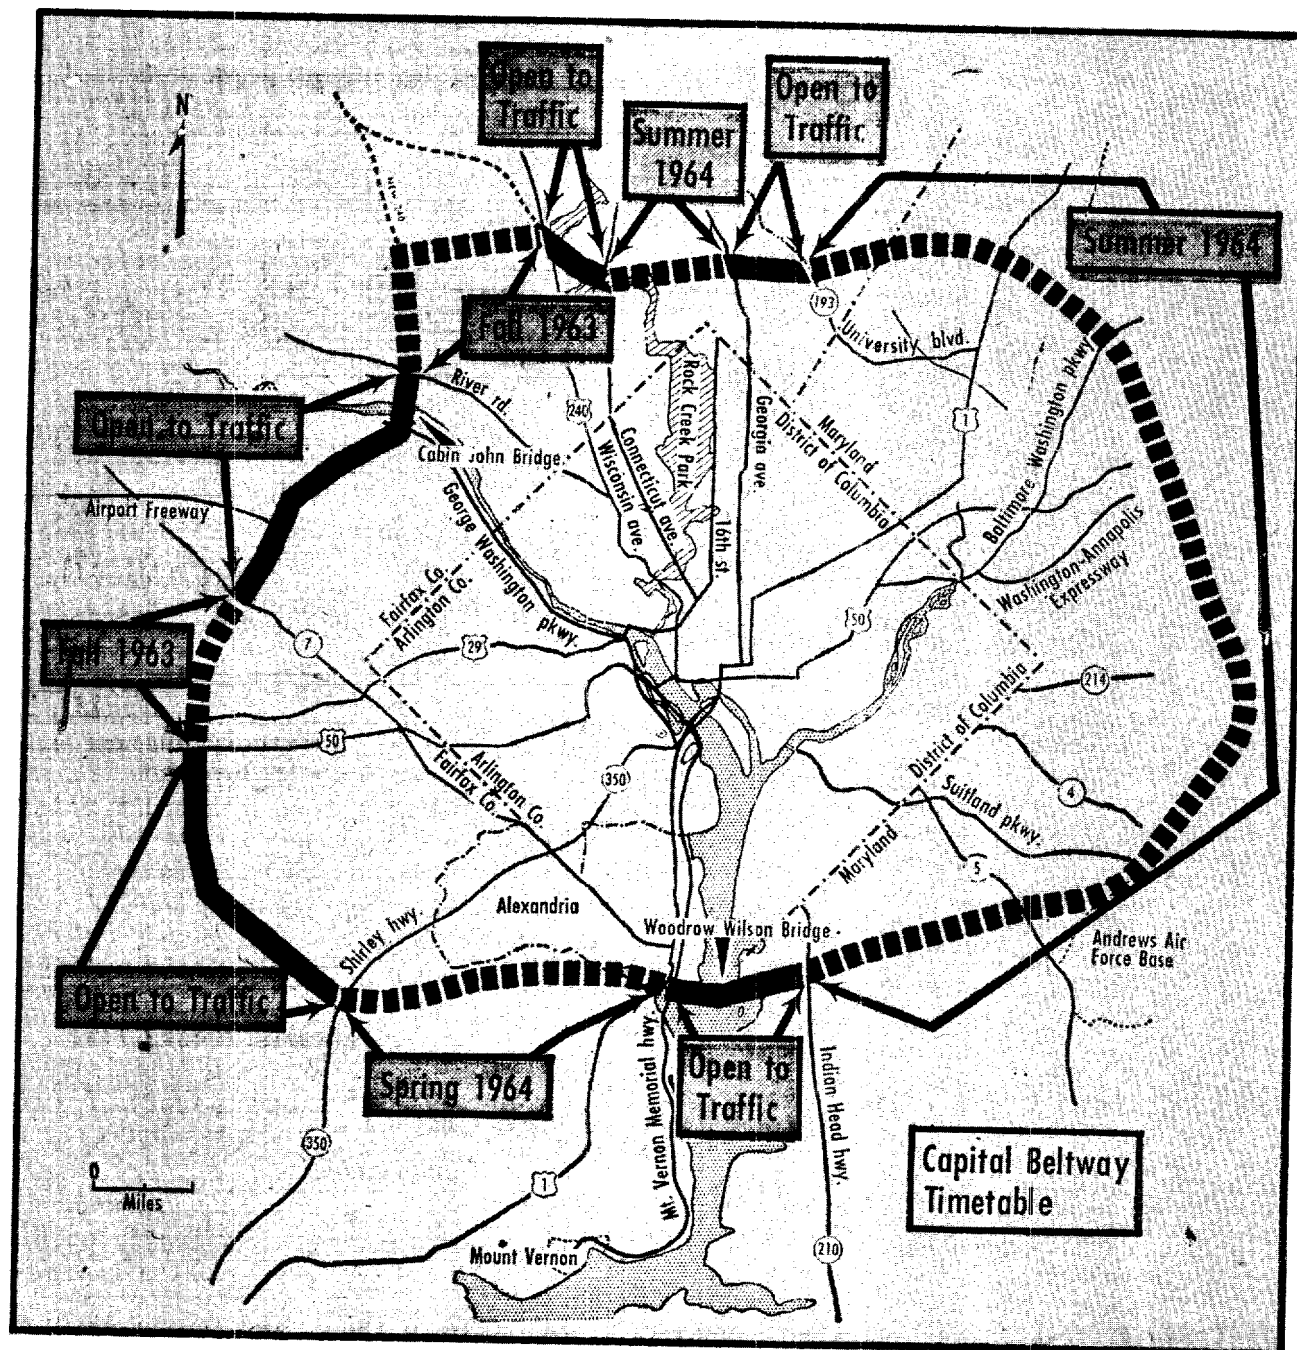 N
Open to
Traffic
Summer
1964
Open to
Traffic
Summer 1964
Fall 1963
193
University blvd.
River rd.
240
Rock Creek Park
Georgia ave.
Maryland
District of Columbia
1
Baltimore Washington pkwy.
Open to Traffic
Cabin John Bridge
Connecticut ave.
Wisconsin ave.
Airport Freeway
George Washington
pkwy.
16th st.
Washington-Annapolis
Expressway
Fairfax Co.
Arlington Co.
50
Fall 1963
7
29
214
District of Columbia
50
Arlington Co.
Fairfax Co.
350
4
Suitland pkwy.
Maryland
5
Alexandria
Shirley hwy.
Woodrow Wilson Bridge
Andrews Air
Force Base
Open to Traffic
Spring 1964
Open to
Traffic
Mt. Vernon Memorial hwy.
Indian Head hwy.
350
1
Capital Beltway
Timetable
0
Miles
Mount Vernon
210